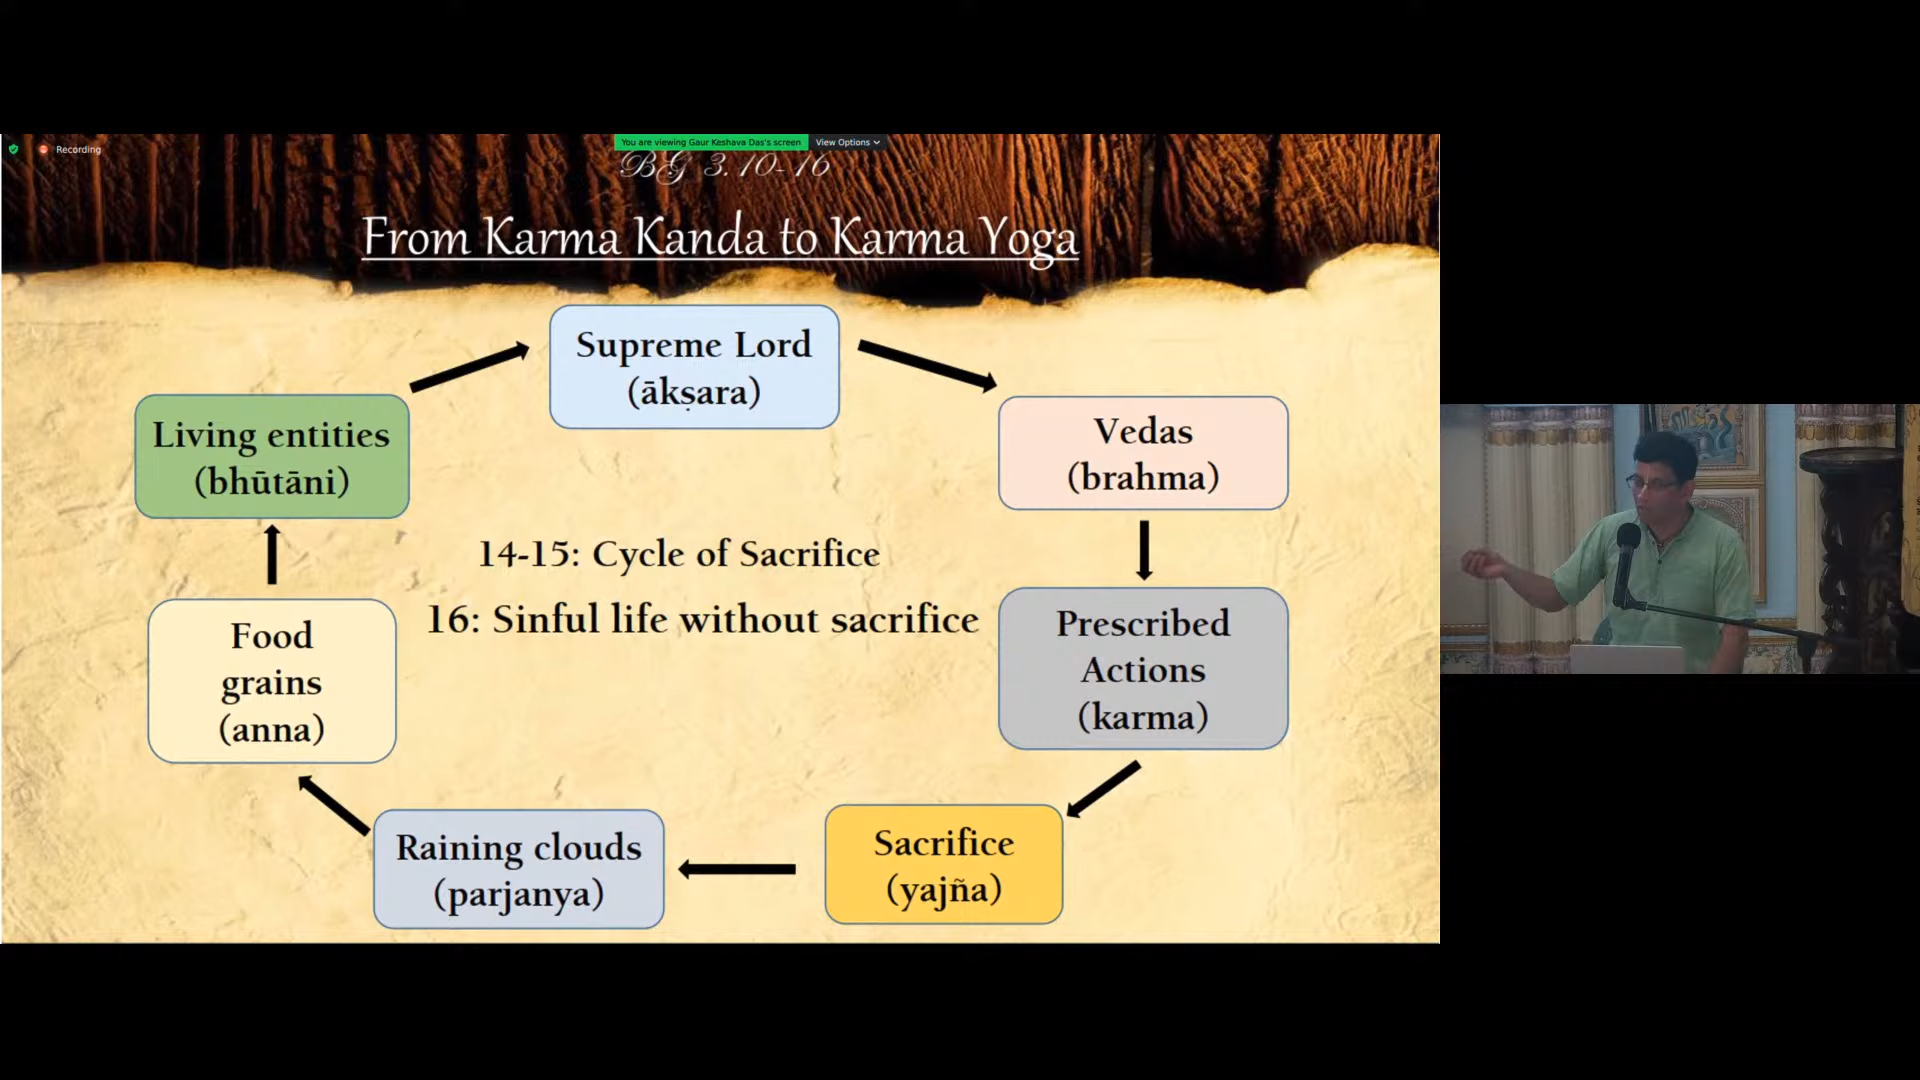 Recording
You are viewing Gaur Keshava Das's screen
View Options
BG 3.10-16
From Karma Kanda to Karma Yoga
Supreme Lord
(ākṣara)
Vedas
(brahma)
Prescribed
Actions
(karma)
Sacrifice
(yajña)
Raining clouds
(parjanya)
Food
grains
(anna)
Living entities
(bhūtāni)
14-15: Cycle of Sacrifice
16: Sinful life without sacrifice